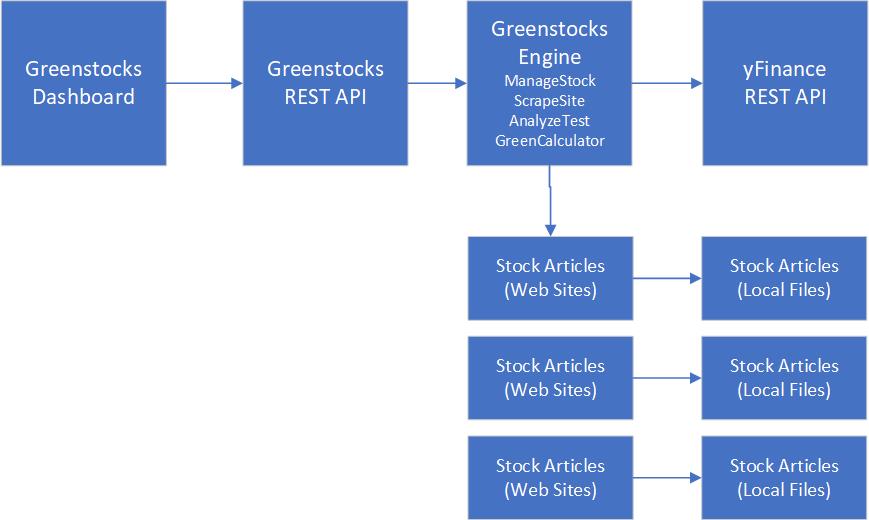 Greenstocks
Dashboard
Greenstocks
REST API
Greenstocks
Engine
ManageStock
ScrapeSite
AnalyzeTest
GreenCalculator
yFinance
REST API
Stock Articles
(Web Sites)
Stock Articles
(Local Files)
Stock Articles
(Web Sites)
Stock Articles
(Local Files)
Stock Articles
(Web Sites)
Stock Articles
(Local Files)